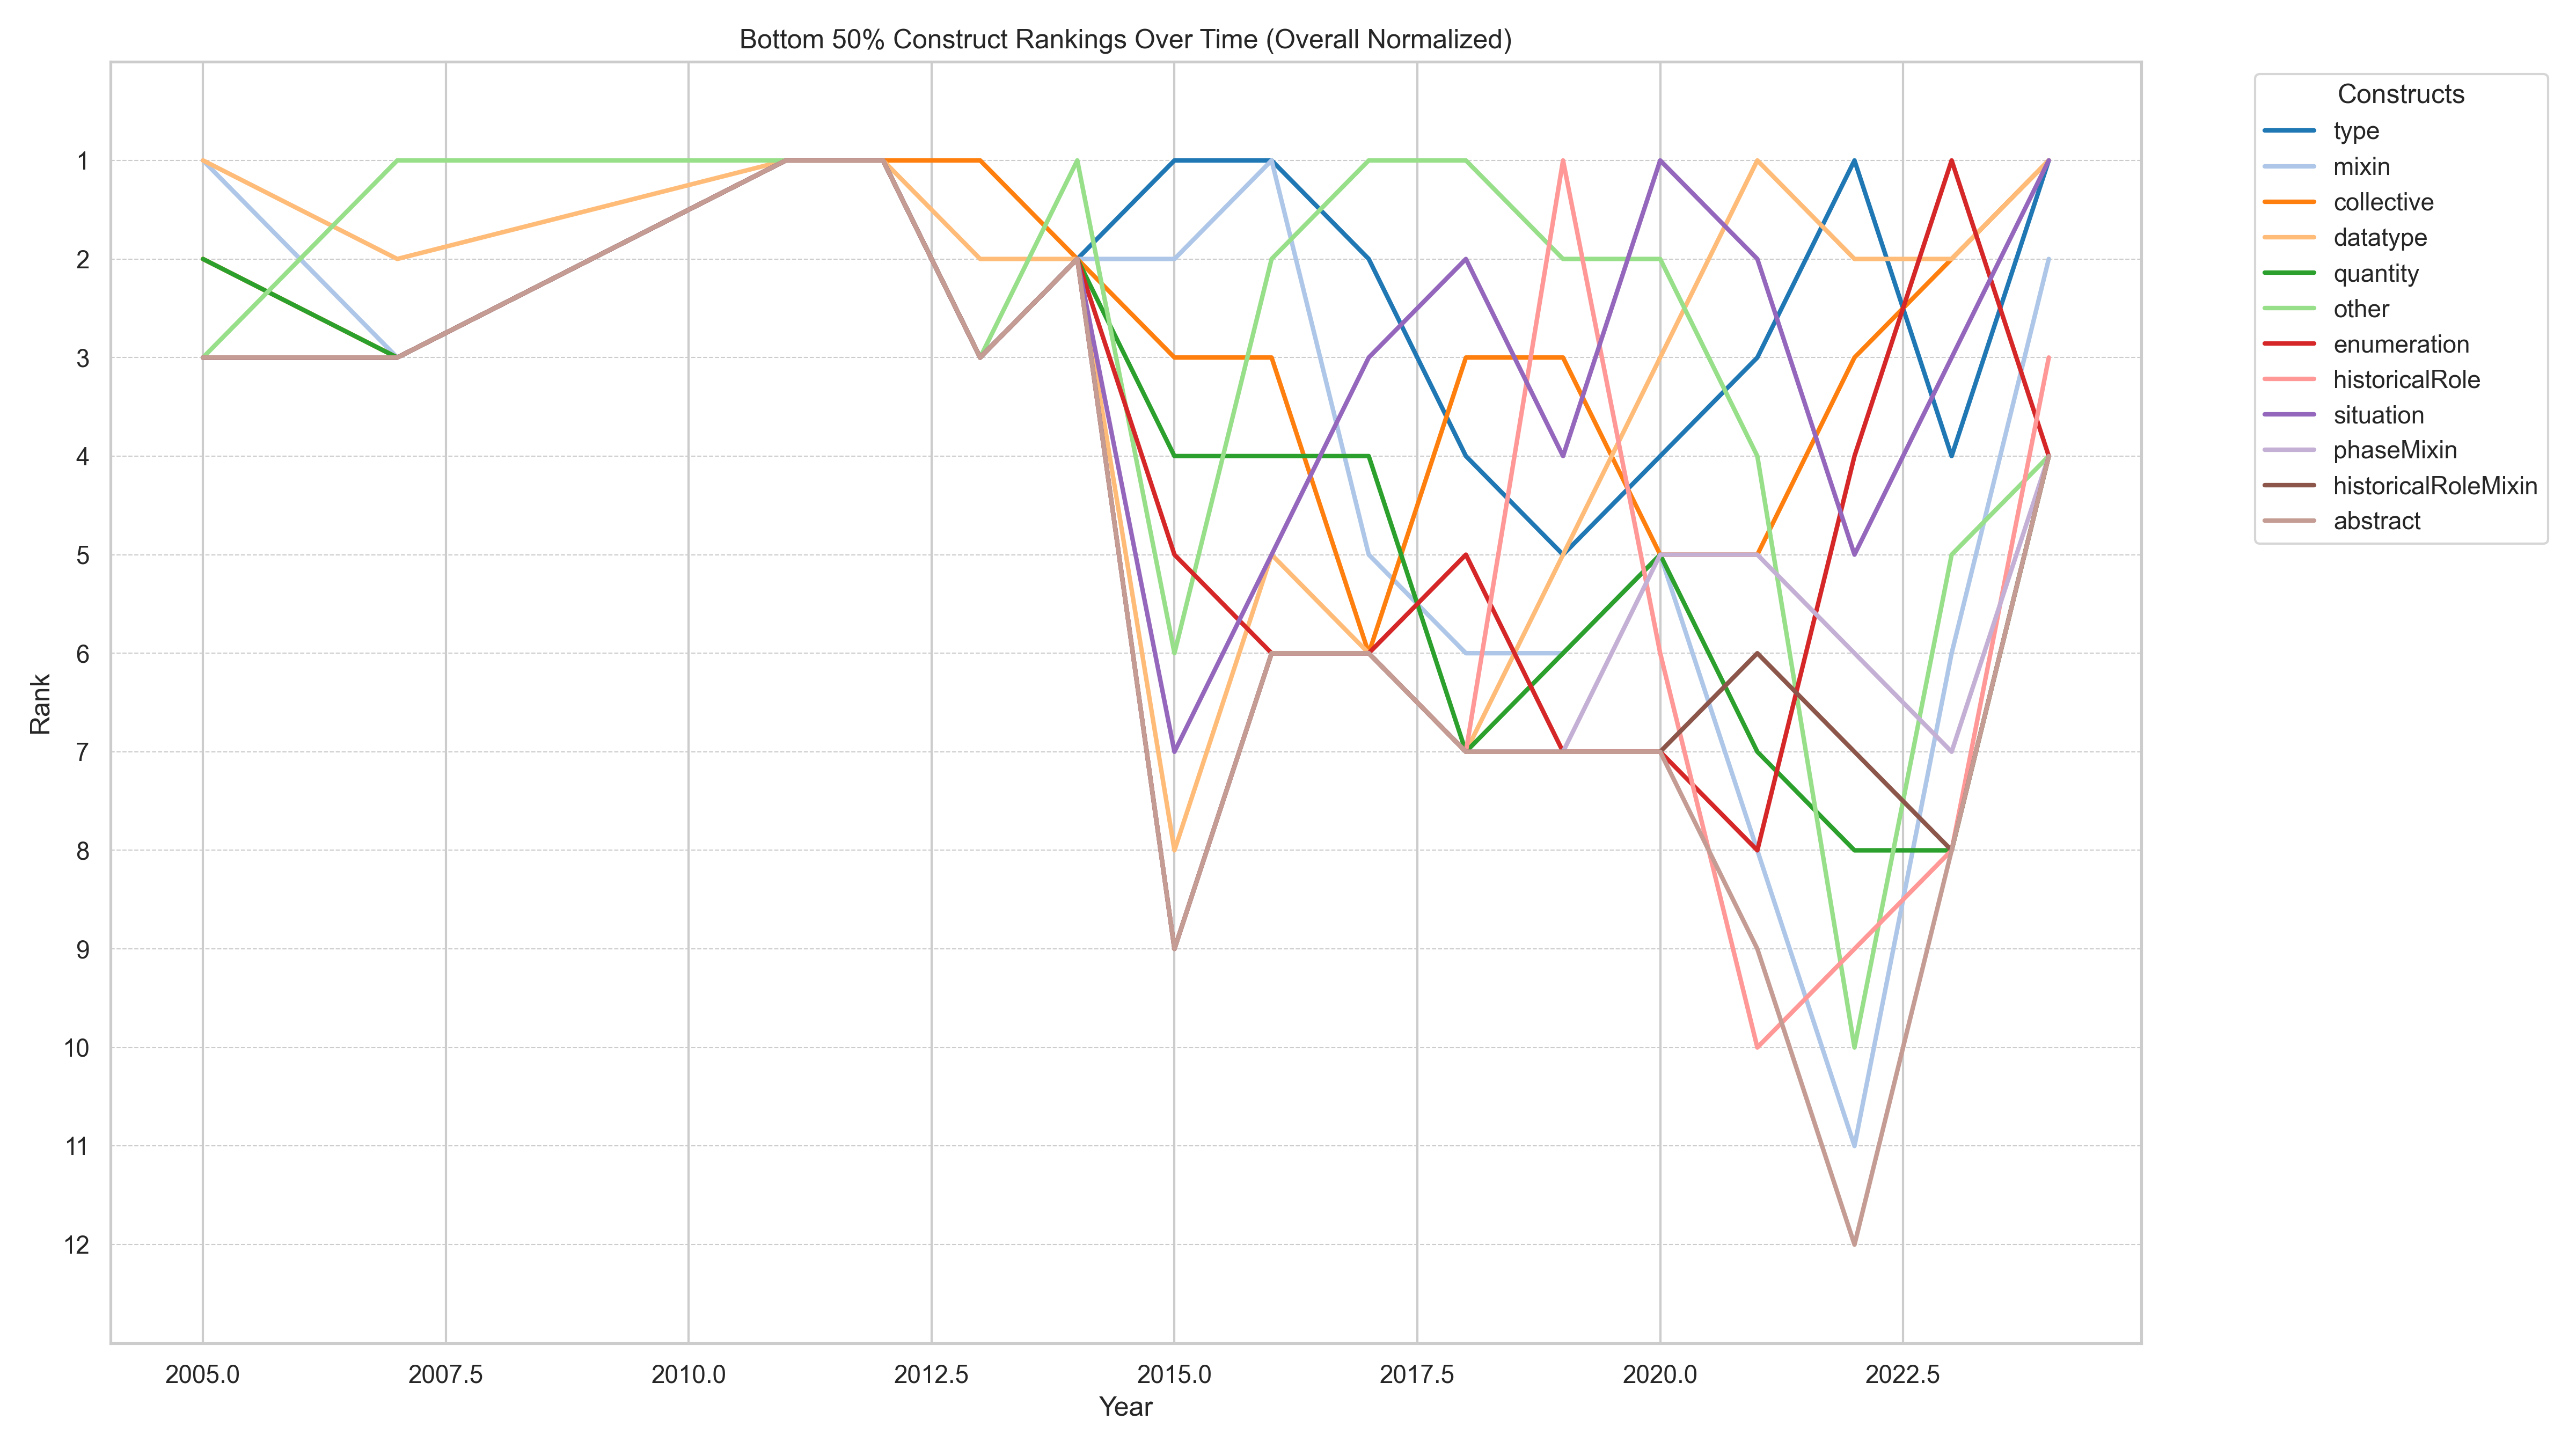 Bottom 50% Construct Rankings Over Time (Overall Normalized)
Constructs
type
mixin
collective
datatype
quantity
other
enumeration
historicalRole
situation
phaseMixin
historicalRoleMixin
abstract
Rank
1
2
3
4
5
6
7
8
9
10
11
12
2005.0 2007.5 2010.0 2012.5 2015.0 2017.5 2020.0 2022.5
Year